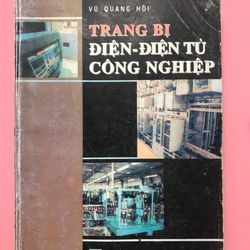 VŨ QUANG HỒI
TRANG BỊ
ĐIỆN-ĐIỆN TỬ
CÔNG NGHIỆP